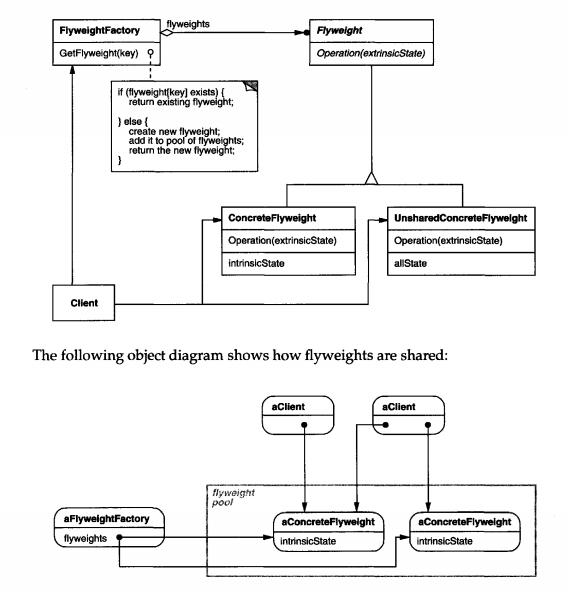 FlyweightFactory
flyweights
Flyweight
GetFlyweight(key)
Operation(extrinsicState)
if (flyweight[key] exists) {
return existing flyweight;
} else {
create new flyweight;
add it to pool of flyweights;
return the new flyweight;
}
ConcreteFlyweight
UnsharedConcreteFlyweight
Operation(extrinsicState)
Operation(extrinsicState)
intrinsicState
allState
Client
The following object diagram shows how flyweights are shared:
aClient
aClient
flyweight
pool
aFlyweightFactory
flyweights
aConcreteFlyweight
intrinsicState
aConcreteFlyweight
intrinsicState